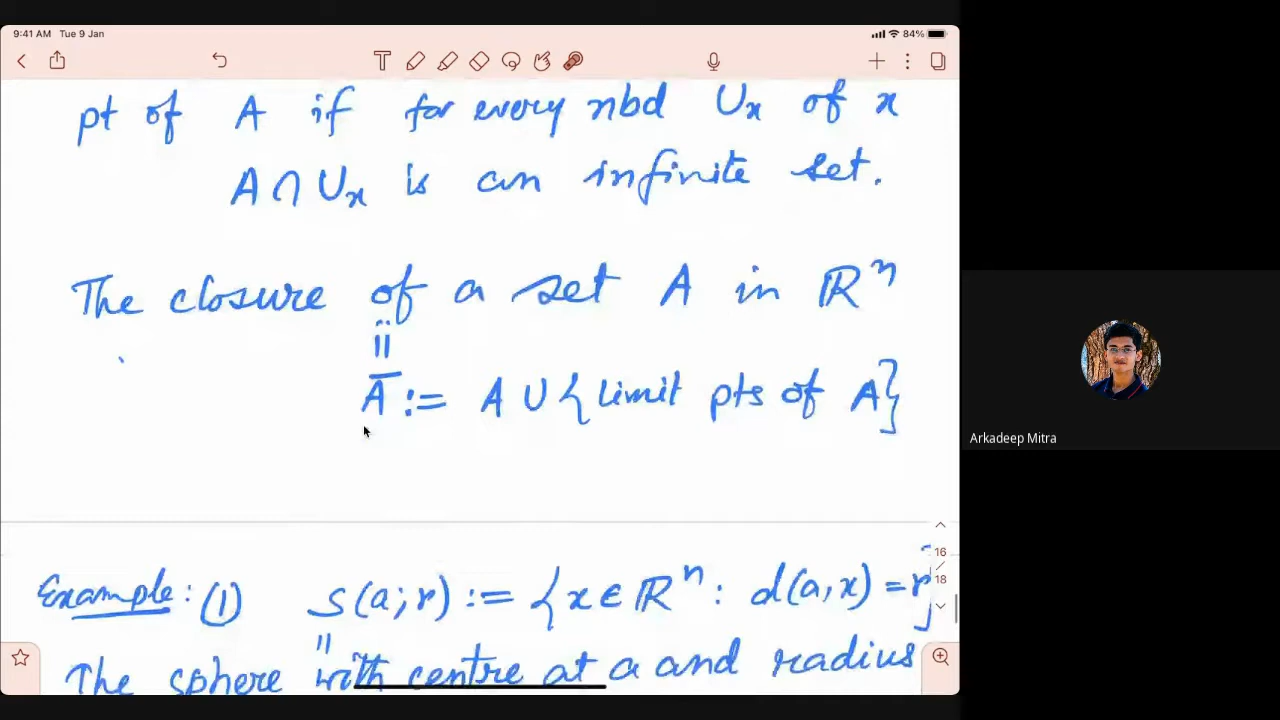 9:41 AM Tue 9 Jan
84%
pt of A if for every nbd Uₓ of x
A ∩ Uₓ is an infinite set.
The closure of a set A in ℝⁿ
A̅ := A ∪ {limit pts of A}
16
18
Example: (1) S(a;r) := {x ∈ ℝⁿ: d(a,x) = r}
The sphere with centre at a and radius
Arkadeep Mitra